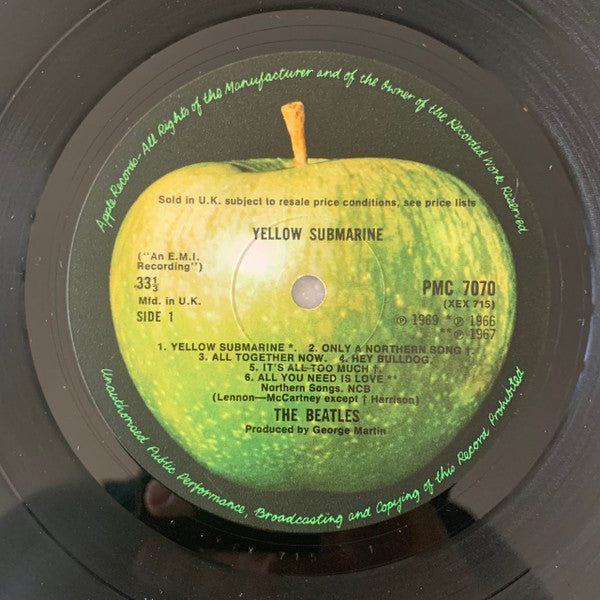 Apple Records—All Rights of the Manufacturer and of the Owner of the Recorded Work Reserved
Sold in U.K. subject to resale price conditions, see price lists
YELLOW SUBMARINE
("An E.M.I.
Recording")
33⅓
Mfd. in U.K.
SIDE 1
PMC 7070
(XEX 715)
℗ 1969 *℗ 1966
**℗ 1967
1. YELLOW SUBMARINE *. 2. ONLY A NORTHERN SONG †.
3. ALL TOGETHER NOW. 4. HEY BULLDOG.
5. IT'S ALL TOO MUCH †.
6. ALL YOU NEED IS LOVE **
Northern Songs. NCB
(Lennon—McCartney except † Harrison)
THE BEATLES
Produced by George Martin
Unauthorised Public Performance, Broadcasting and Copying of this Record Prohibited